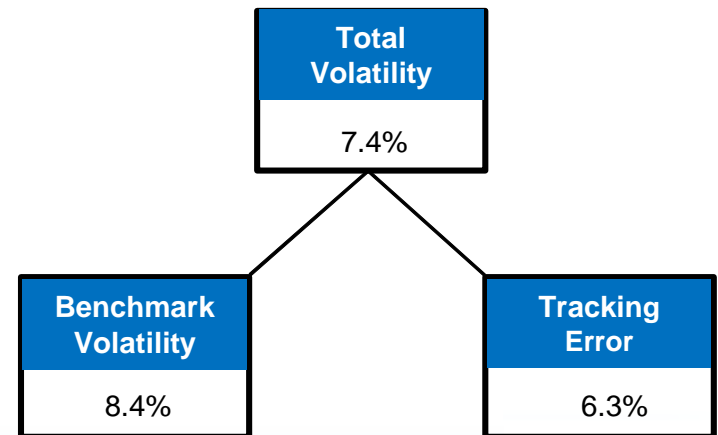 Total
Volatility
7.4%
Benchmark
Volatility
8.4%
Tracking
Error
6.3%